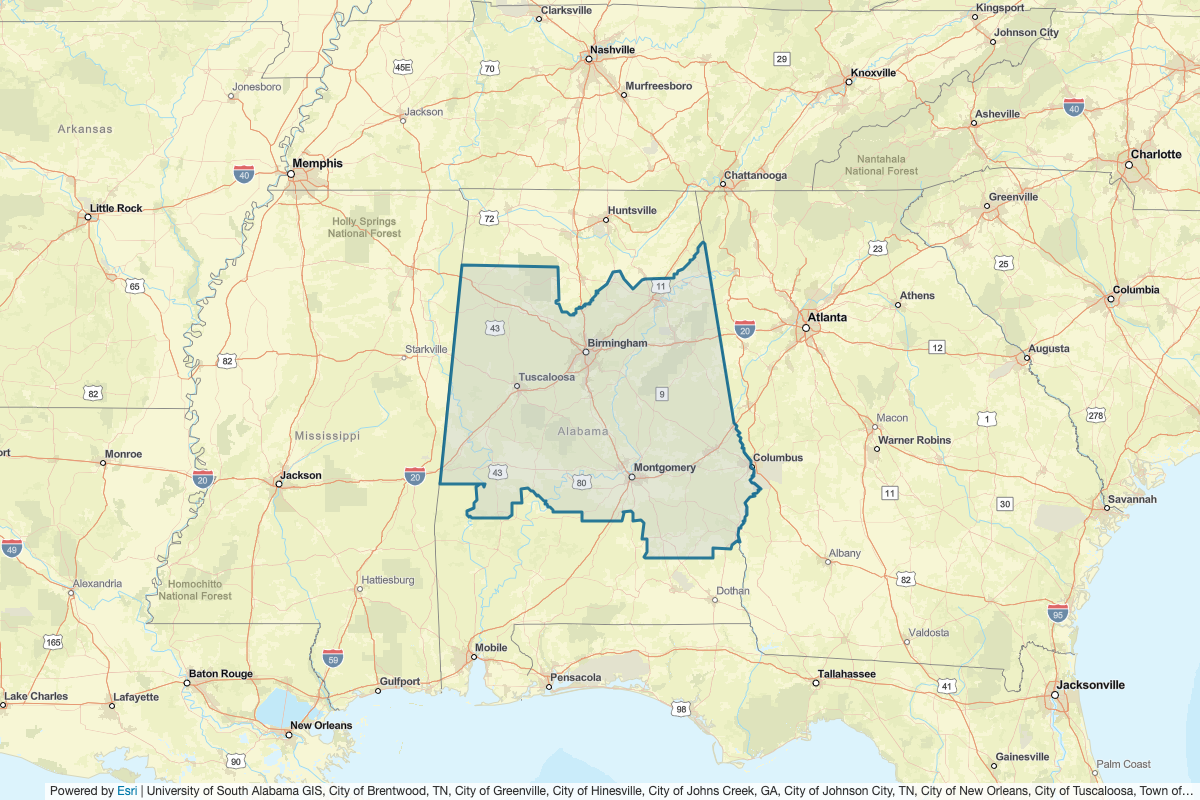 Clarksville
Kingsport
Johnson City
Nashville
45E
70
29
Knoxville
Murfreesboro
Jonesboro
Jackson
40
Asheville
Arkansas
Memphis
40
Charlotte
Nantahala
National Forest
Chattanooga
Greenville
Little Rock
Huntsville
72
Holly Springs
National Forest
23
25
65
11
Columbia
Athens
Atlanta
43
20
Birmingham
Starkville
12
Augusta
82
Tuscaloosa
82
9
278
1
Macon
Mississippi
Alabama
Warner Robins
ort
Monroe
Columbus
Montgomery
20
Jackson
20
43
80
11
30
Savannah
49
Albany
Alexandria
Homochitto
National Forest
Hattiesburg
82
Dothan
95
165
Valdosta
59
Mobile
Baton Rouge
Tallahassee
Gulfport
Pensacola
41
Jacksonville
Lake Charles
Lafayette
98
New Orleans
90
Gainesville
Palm Coast
Powered by Esri | University of South Alabama GIS, City of Brentwood, TN, City of Greenville, City of Hinesville, City of Johns Creek, GA, City of Johnson City, TN, City of New Orleans, City of Tuscaloosa, Town of…